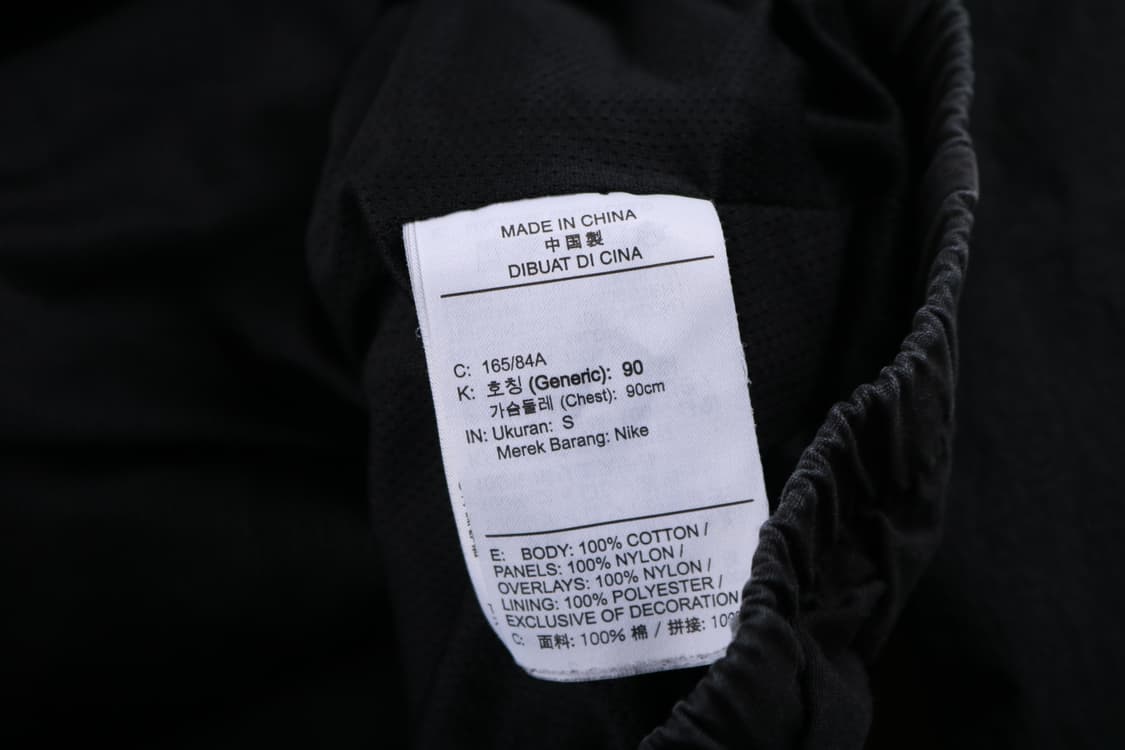 MADE IN CHINA
中国製
DIBUAT DI CINA
C: 165/84A
K: 호칭 (Generic): 90
가슴둘레 (Chest): 90cm
IN: Ukuran: S
Merek Barang: Nike
E: BODY: 100% COTTON /
PANELS: 100% NYLON /
OVERLAYS: 100% NYLON /
LINING: 100% POLYESTER /
EXCLUSIVE OF DECORATION
C: 面料: 100% 棉 / 拼接: 100